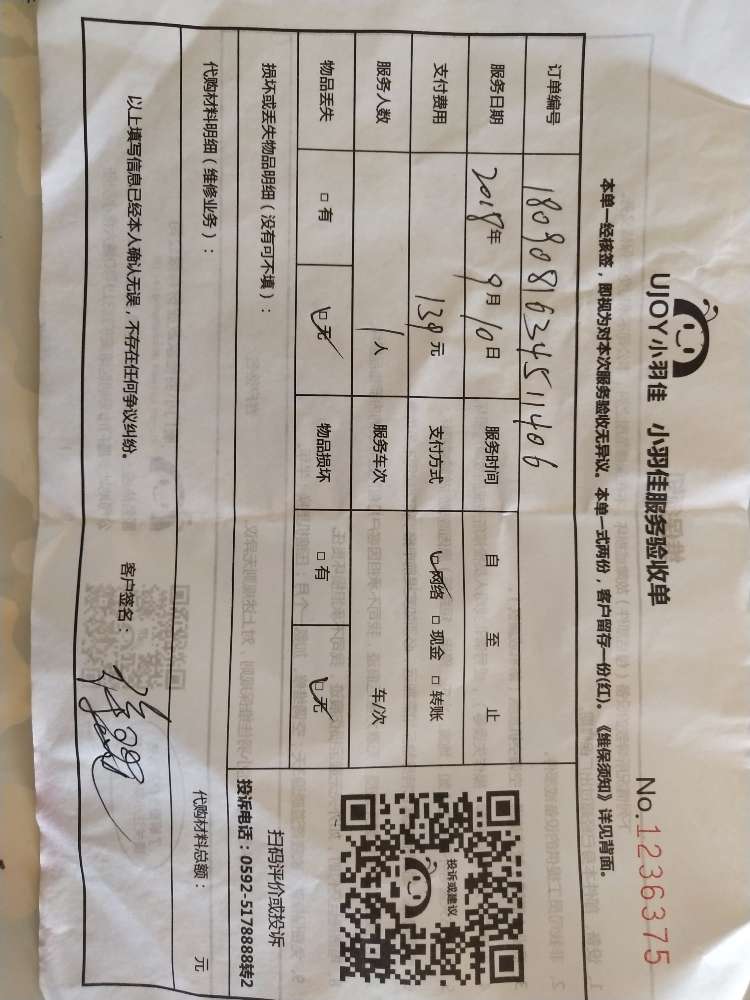 UJOY小羽佳 小羽佳服务验收单
No.1236375
本单一经核签，即视为对本次服务验收无异议。本单一式两份，客户留存一份(红)。《维保须知》详见背面。
订单编号 1809081634511406
服务日期 2018年9月10日 服务时间 自 至 止
支付费用 138元 支付方式 ☑网络 □现金 □转账
服务人数 1人 服务车次 车/次
物品丢失 □有 ☑无 物品损坏 □有 ☑无
投诉或建议
扫码评价或投诉
投诉电话：0592-5178888转2
损坏或丢失物品明细（没有可不填）：
代购材料明细（维修业务）： 代购材料总额： 元
以上填写信息已经本人确认无误，不存在任何争议纠纷。 客户签名：